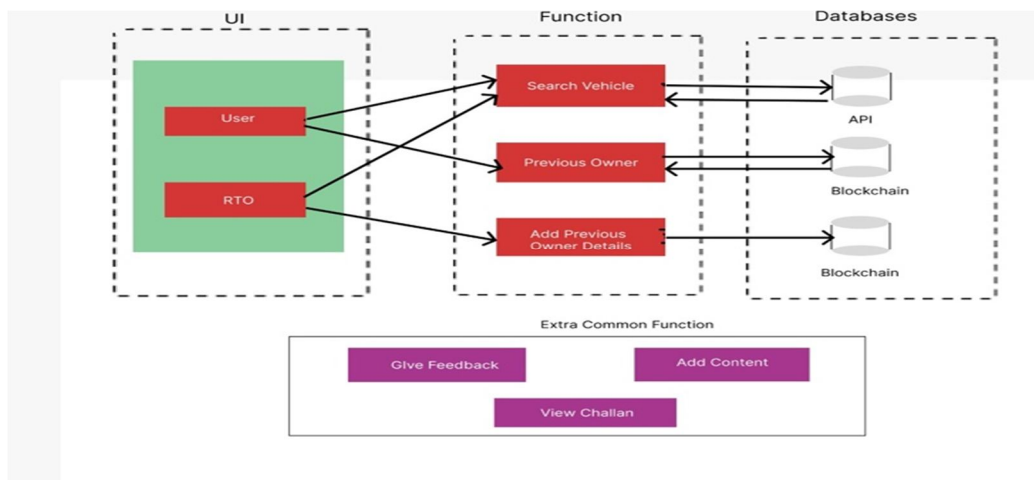 UI
Function
Databases
User
RTO
Search Vehicle
Previous Owner
Add Previous
Owner Details
API
Blockchain
Blockchain
Extra Common Function
GIve Feedback
Add Content
View Challan